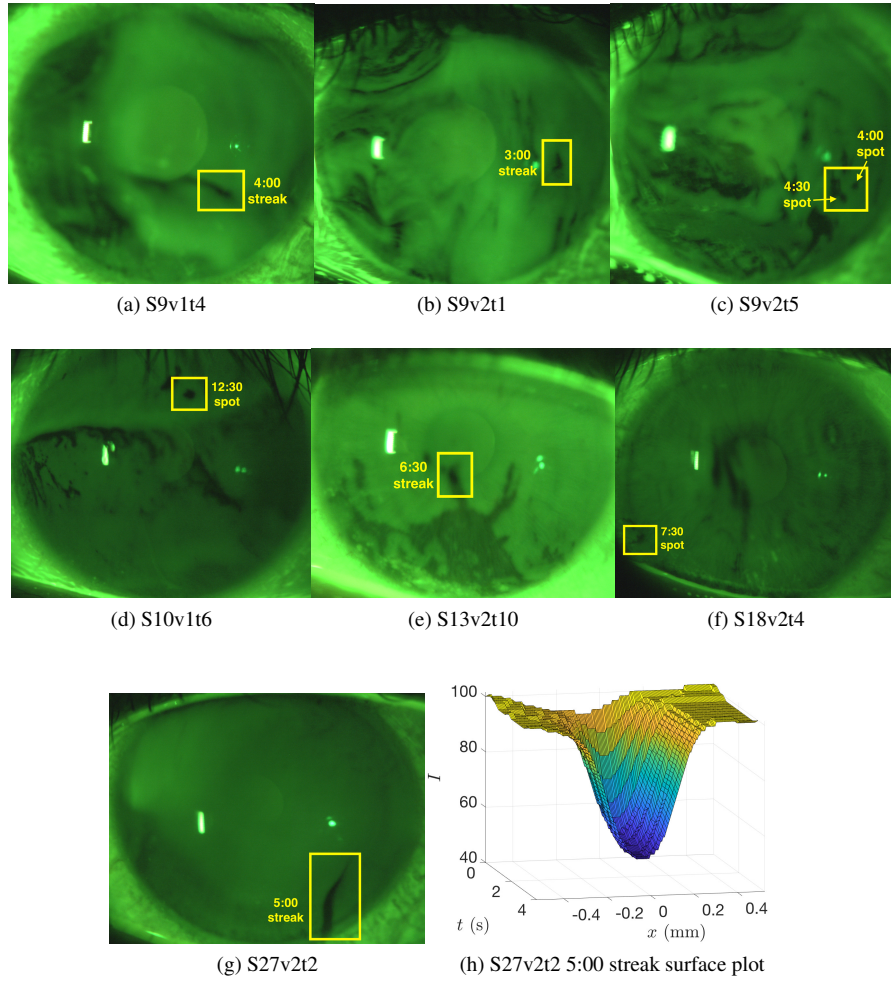 4:00
streak
3:00
streak
4:00
spot
4:30
spot
(a) S9v1t4
(b) S9v2t1
(c) S9v2t5
12:30
spot
6:30
streak
7:30
spot
(d) S10v1t6
(e) S13v2t10
(f) S18v2t4
5:00
streak
100
80
60
40
I
0
2
4
t (s)
-0.4
-0.2
0
0.2
0.4
x (mm)
(g) S27v2t2
(h) S27v2t2 5:00 streak surface plot